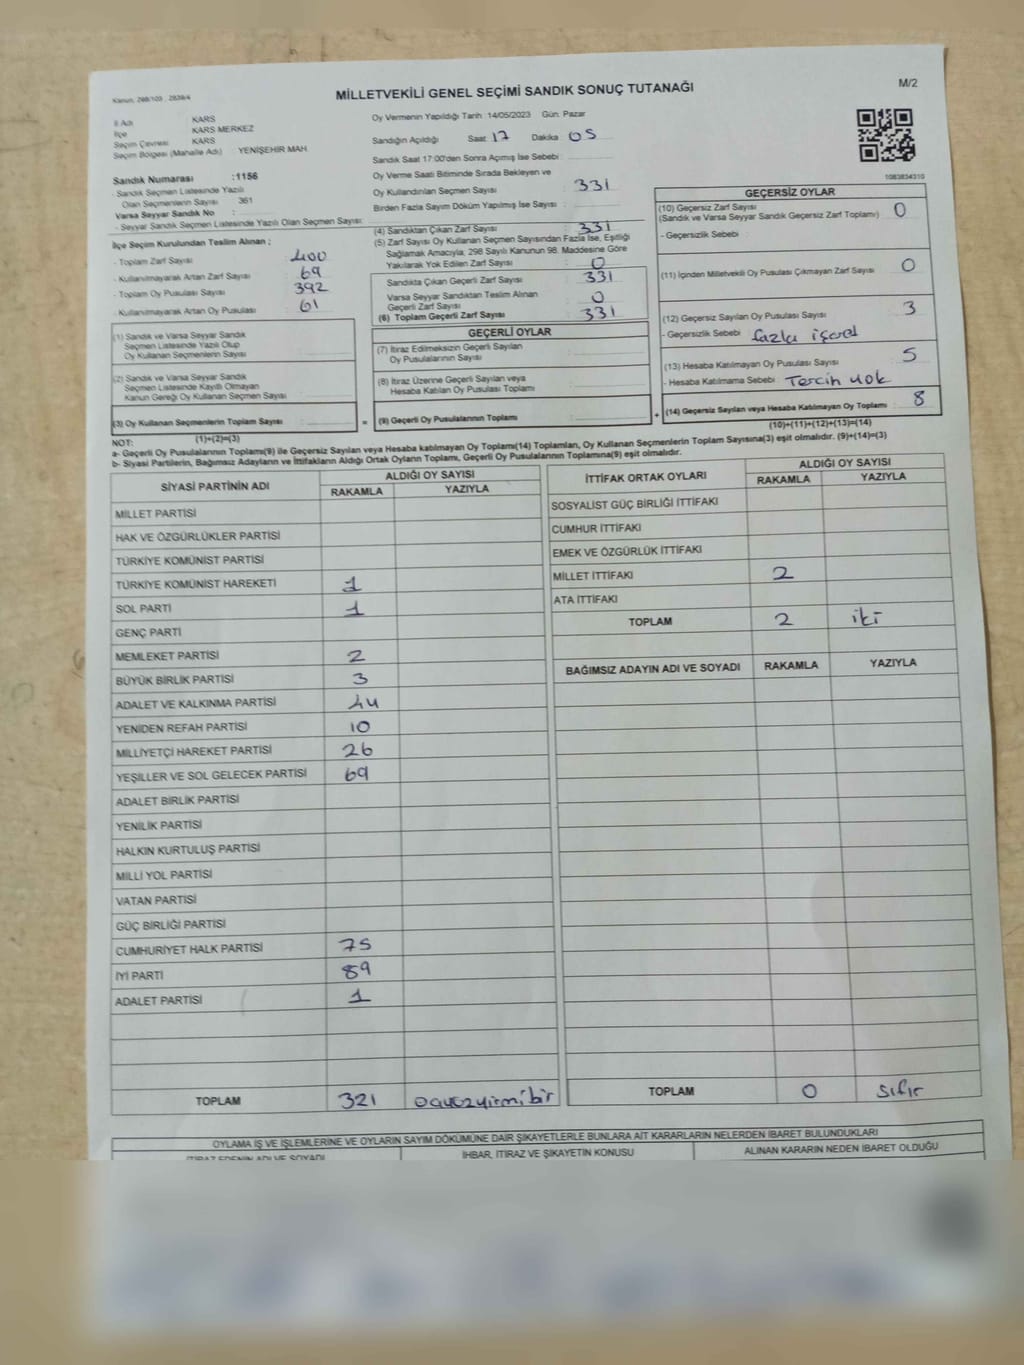 Kanun, 298/103 , 2839/4
MİLLETVEKİLİ GENEL SEÇİMİ SANDIK SONUÇ TUTANAĞI
M/2
İl Adı KARS
İlçe KARS MERKEZ
Seçim Çevresi KARS
Seçim Bölgesi (Mahalle Adı) YENİŞEHİR MAH.
Sandık Numarası :1156
- Sandık Seçmen Listesinde Yazılı
Olan Seçmenlerin Sayısı 361
Varsa Seyyar Sandık No :
- Seyyar Sandık Seçmen Listesinde Yazılı Olan Seçmen Sayısı:
İlçe Seçim Kurulundan Teslim Alınan ;
- Toplam Zarf Sayısı : 400
- Kullanılmayarak Artan Zarf Sayısı : 69
- Toplam Oy Pusulası Sayısı : 392
- Kullanılmayarak Artan Oy Pusulası : 61
(1) Sandık ve Varsa Seyyar Sandık
Seçmen Listesinde Yazılı Olup
Oy Kullanan Seçmenlerin Sayısı :
(2) Sandık ve Varsa Seyyar Sandık
Seçmen Listesinde Kayıtlı Olmayan
Kanun Gereği Oy Kullanan Seçmen Sayısı :
(3) Oy Kullanan Seçmenlerin Toplam Sayısı :
Oy Vermenin Yapıldığı Tarih :14/05/2023 Gün: Pazar
Sandığın Açıldığı Saat 17 Dakika 05
Sandık Saat 17:00'den Sonra Açımış İse Sebebi :
Oy Verme Saati Bitiminde Sırada Bekleyen ve
Oy Kullandırılan Seçmen Sayısı : 331
Birden Fazla Sayım Döküm Yapılmış İse Sayısı :
(4) Sandıktan Çıkan Zarf Sayısı : 331
(5) Zarf Sayısı Oy Kullanan Seçmen Sayısından Fazla İse, Eşitliği
Sağlamak Amacıyla, 298 Sayılı Kanunun 98. Maddesine Göre
Yakılarak Yok Edilen Zarf Sayısı : 0
Sandıkta Çıkan Geçerli Zarf Sayısı : 331
Varsa Seyyar Sandıktan Teslim Alınan
Geçerli Zarf Sayısı : 0
(6) Toplam Geçerli Zarf Sayısı : 331
GEÇERLİ OYLAR
(7) İtiraz Edilmeksizin Geçerli Sayılan
Oy Pusulalarının Sayısı :
(8) İtiraz Üzerine Geçerli Sayılan veya
Hesaba Katılan Oy Pusulası Toplamı :
= (9) Geçerli Oy Pusulalarının Toplamı :
1083834310
GEÇERSİZ OYLAR
(10) Geçersiz Zarf Sayısı
(Sandık ve Varsa Seyyar Sandık Geçersiz Zarf Toplamı) : 0
- Geçersizlik Sebebi :
(11) İçinden Milletvekili Oy Pusulası Çıkmayan Zarf Sayısı : 0
(12) Geçersiz Sayılan Oy Pusulası Sayısı : 3
- Geçersizlik Sebebi : fazla işaret
(13) Hesaba Katılmayan Oy Pusulası Sayısı : 5
- Hesaba Katılmama Sebebi : Tercih yok
+ (14) Geçersiz Sayılan veya Hesaba Katılmayan Oy Toplamı : 8
NOT: (1)+(2)=(3)
(10)+(11)+(12)+(13)=(14)
a- Geçerli Oy Pusulalarının Toplamı(9) ile Geçersiz Sayılan veya Hesaba katılmayan Oy Toplamı(14) Toplamları, Oy Kullanan Seçmenlerin Toplam Sayısına(3) eşit olmalıdır. (9)+(14)=(3)
b- Siyasi Partilerin, Bağımsız Adayların ve İttifakların Aldığı Ortak Oyların Toplamı, Geçerli Oy Pusulalarının Toplamına(9) eşit olmalıdır.
SİYASİ PARTİNİN ADI ALDIĞI OY SAYISI
RAKAMLA YAZIYLA
MİLLET PARTİSİ
HAK VE ÖZGÜRLÜKLER PARTİSİ
TÜRKİYE KOMÜNİST PARTİSİ
TÜRKİYE KOMÜNİST HAREKETİ 1
SOL PARTİ 1
GENÇ PARTİ
MEMLEKET PARTİSİ 2
BÜYÜK BİRLİK PARTİSİ 3
ADALET VE KALKINMA PARTİSİ 44
YENİDEN REFAH PARTİSİ 10
MİLLİYETÇİ HAREKET PARTİSİ 26
YEŞİLLER VE SOL GELECEK PARTİSİ 69
ADALET BİRLİK PARTİSİ
YENİLİK PARTİSİ
HALKIN KURTULUŞ PARTİSİ
MİLLİ YOL PARTİSİ
VATAN PARTİSİ
GÜÇ BİRLİĞİ PARTİSİ
CUMHURİYET HALK PARTİSİ 75
İYİ PARTİ 89
ADALET PARTİSİ 1
TOPLAM 321 üçyüzyirmibir
İTTİFAK ORTAK OYLARI ALDIĞI OY SAYISI
RAKAMLA YAZIYLA
SOSYALİST GÜÇ BİRLİĞİ İTTİFAKI
CUMHUR İTTİFAKI
EMEK VE ÖZGÜRLÜK İTTİFAKI
MİLLET İTTİFAKI 2
ATA İTTİFAKI
TOPLAM 2 iki
BAĞIMSIZ ADAYIN ADI VE SOYADI RAKAMLA YAZIYLA
TOPLAM 0 sıfır
OYLAMA İŞ VE İŞLEMLERİNE VE OYLARIN SAYIM DÖKÜMÜNE DAİR ŞİKAYETLERLE BUNLARA AİT KARARLARIN NELERDEN İBARET BULUNDUKLARI
İTİRAZ EDENİN ADI VE SOYADI İHBAR, İTİRAZ VE ŞİKAYETİN KONUSU ALINAN KARARIN NEDEN İBARET OLDUĞU